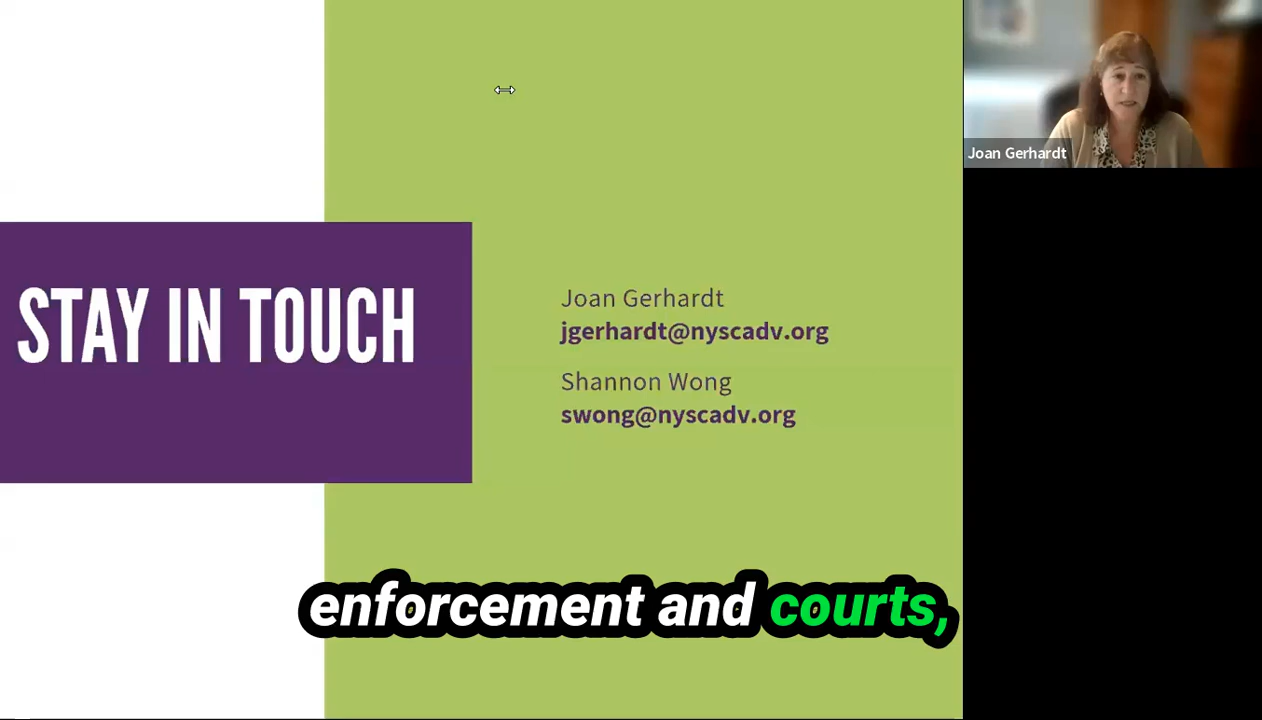 STAY IN TOUCH
Joan Gerhardt
jgerhardt@nyscadv.org
Shannon Wong
swong@nyscadv.org
enforcement and courts,
Joan Gerhardt